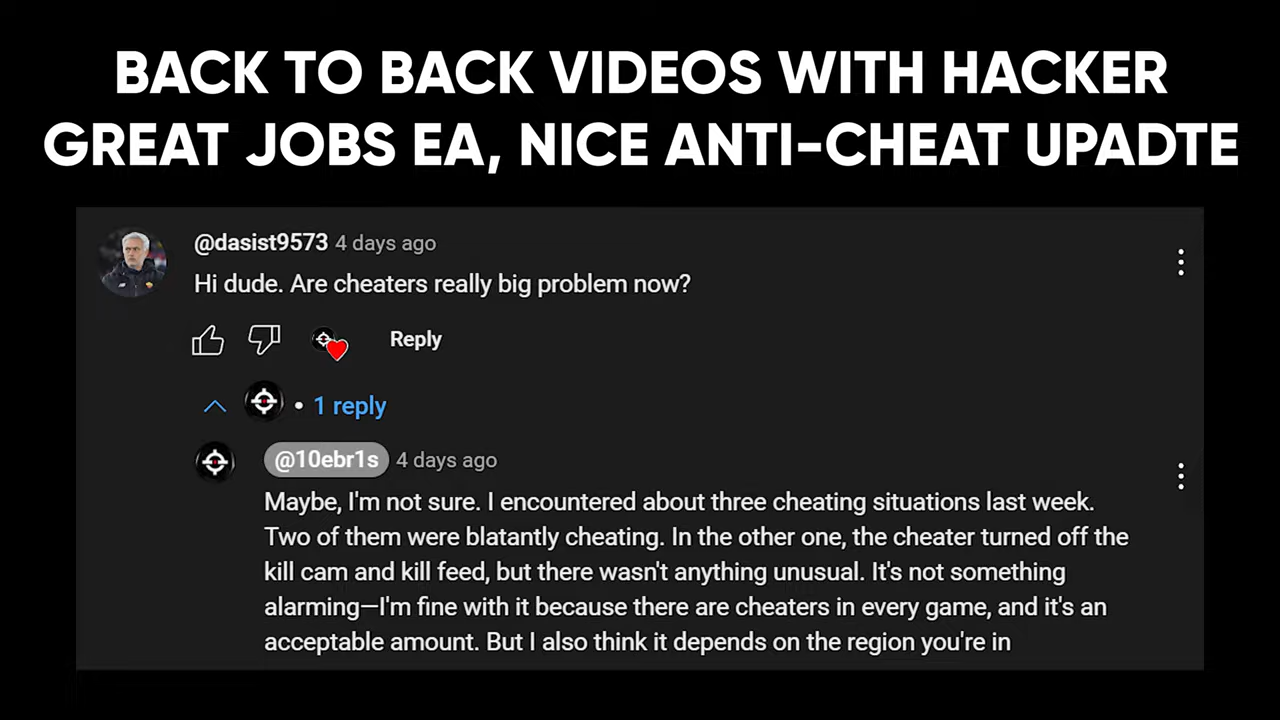 BACK TO BACK VIDEOS WITH HACKER
GREAT JOBS EA, NICE ANTI-CHEAT UPADTE
@dasist9573 4 days ago
Hi dude. Are cheaters really big problem now?
Reply
• 1 reply
@10ebr1s 4 days ago
Maybe, I'm not sure. I encountered about three cheating situations last week.
Two of them were blatantly cheating. In the other one, the cheater turned off the
kill cam and kill feed, but there wasn't anything unusual. It's not something
alarming—I'm fine with it because there are cheaters in every game, and it's an
acceptable amount. But I also think it depends on the region you're in